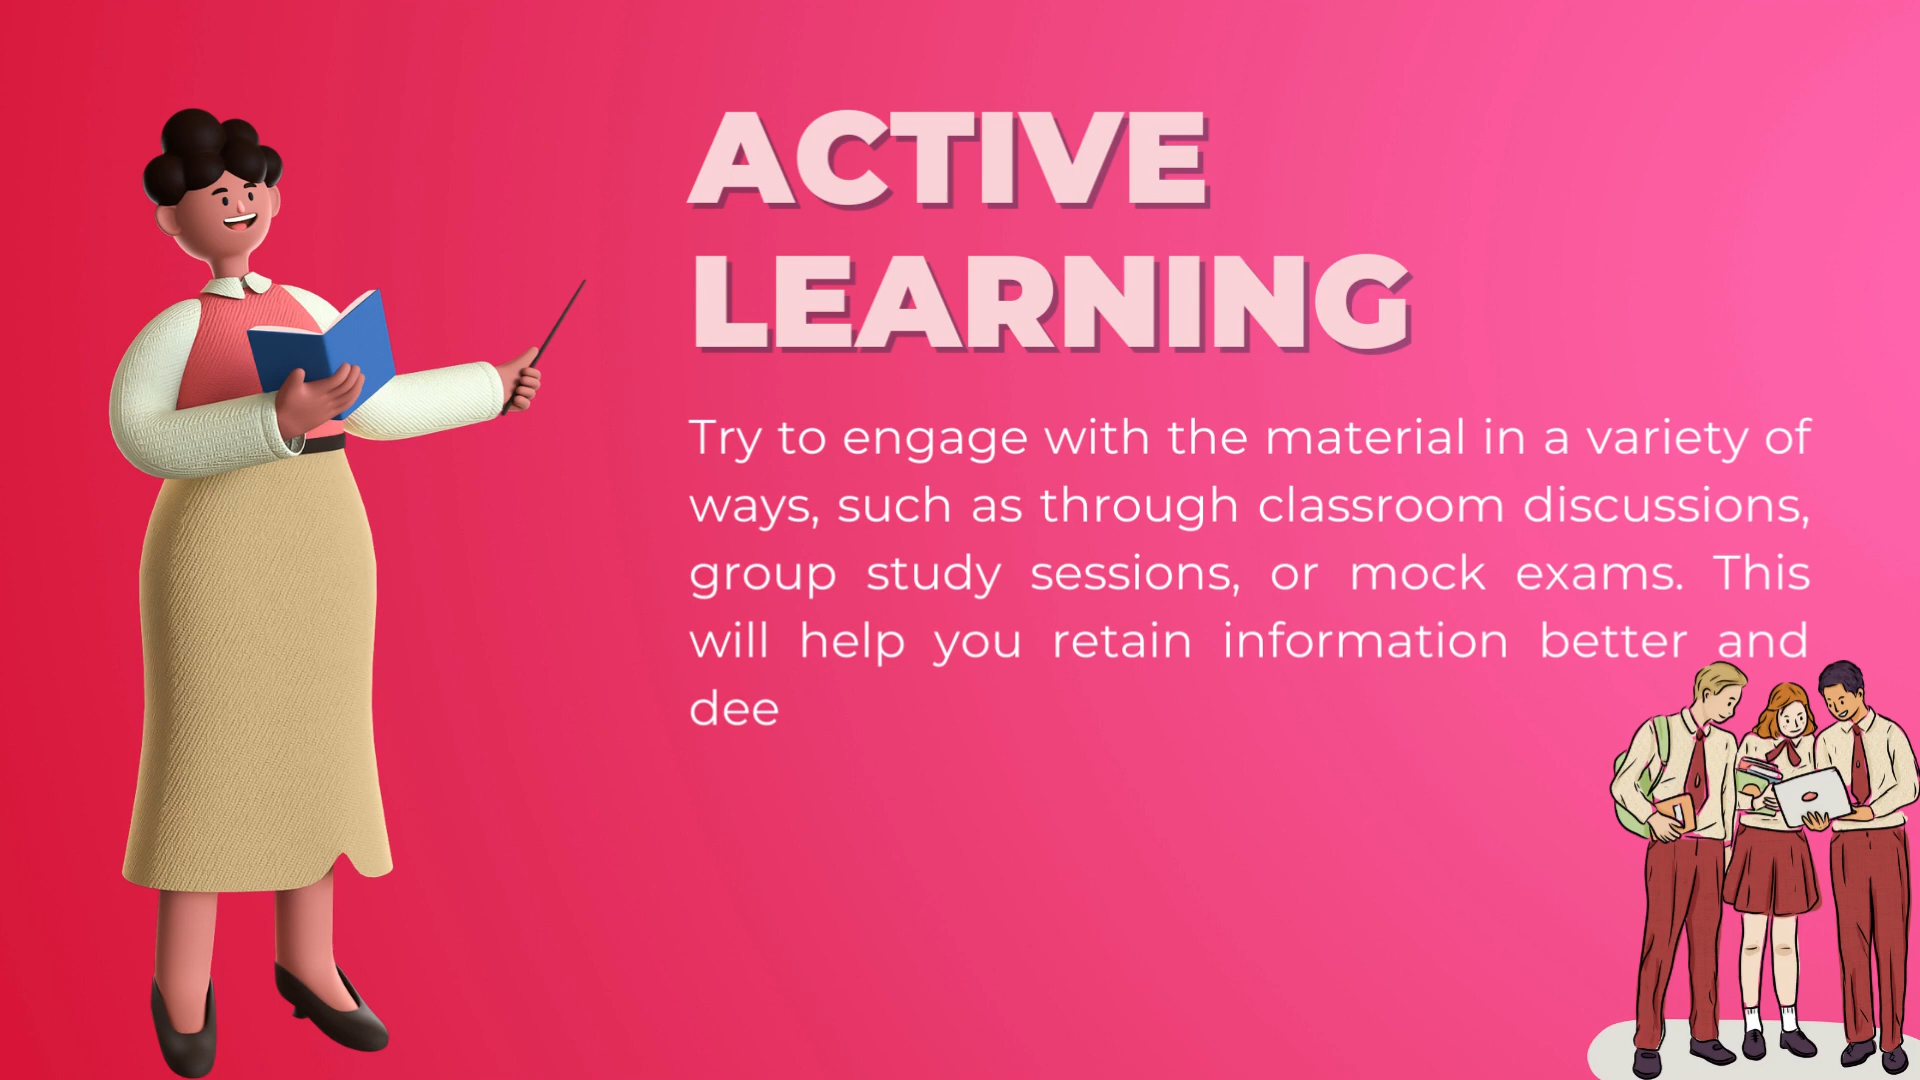 ACTIVE
LEARNING
Try to engage with the material in a variety of
ways, such as through classroom discussions,
group study sessions, or mock exams. This
will help you retain information better and
dee